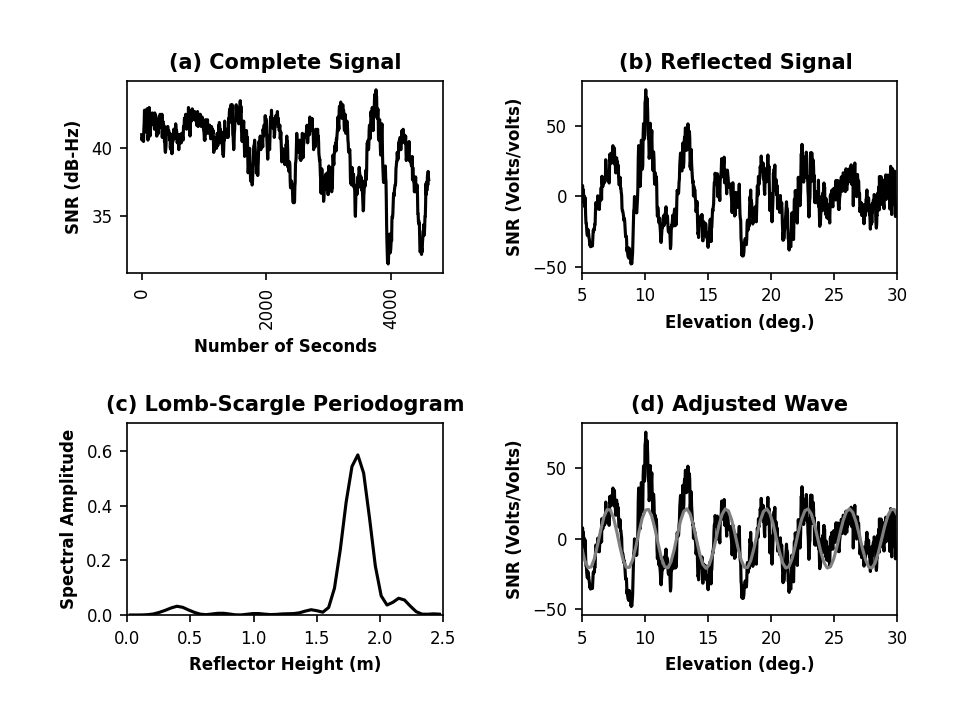 (a) Complete Signal
SNR (dB-Hz)
40
35
0
2000
4000
Number of Seconds
(b) Reflected Signal
SNR (Volts/volts)
50
0
−50
5 10 15 20 25 30
Elevation (deg.)
(c) Lomb-Scargle Periodogram
Spectral Amplitude
0.6
0.4
0.2
0.0
0.0 0.5 1.0 1.5 2.0 2.5
Reflector Height (m)
(d) Adjusted Wave
SNR (Volts/Volts)
50
0
−50
5 10 15 20 25 30
Elevation (deg.)